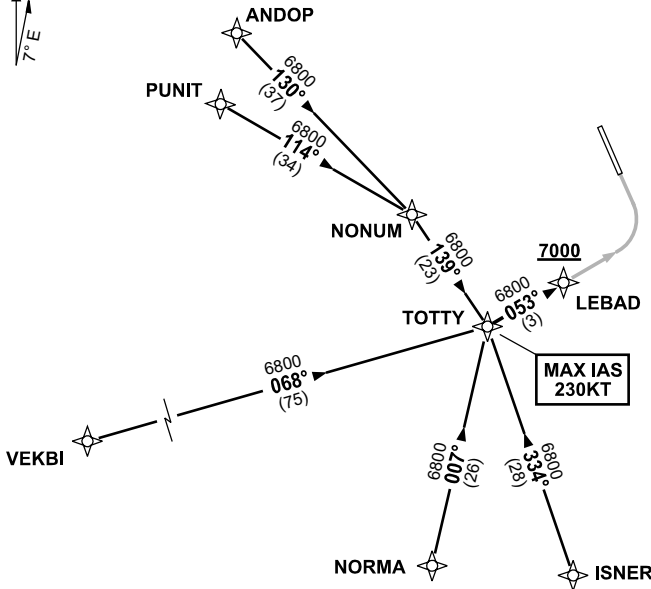 7° E
ANDOP
6800
130°
(37)
PUNIT
6800
114°
(34)
NONUM
6800
139°
(23)
7000
LEBAD
6800
053°
(3)
TOTTY
MAX IAS
230KT
6800
068°
(75)
VEKBI
6800
007°
(26)
6800
334°
(28)
NORMA
ISNER